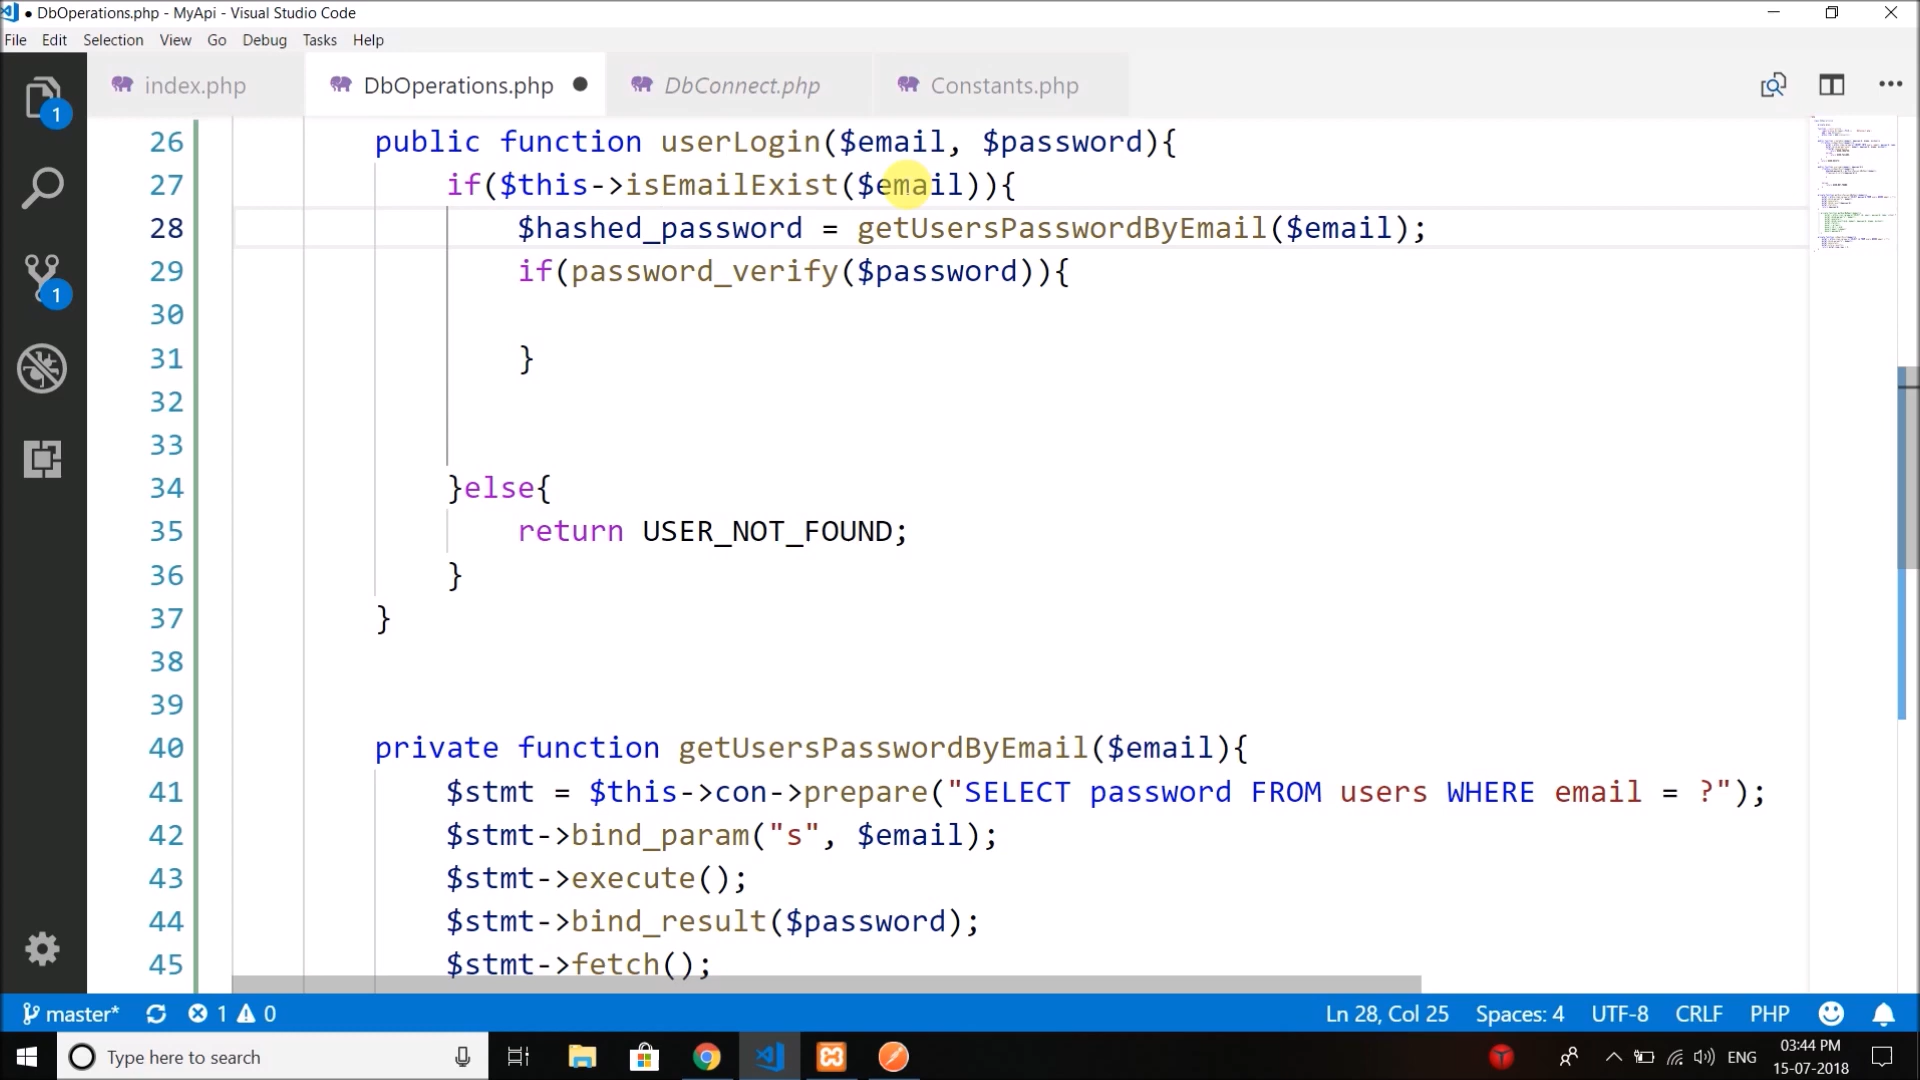 DbOperations.php - MyApi - Visual Studio Code
File Edit Selection View Go Debug Tasks Help
index.php DbOperations.php DbConnect.php Constants.php
26 public function userLogin($email, $password){
27 if($this->isEmailExist($email)){
28 $hashed_password = getUsersPasswordByEmail($email);
29 if(password_verify($password)){
30
31 }
32
33
34 }else{
35 return USER_NOT_FOUND;
36 }
37 }
38
39
40 private function getUsersPasswordByEmail($email){
41 $stmt = $this->con->prepare("SELECT password FROM users WHERE email = ?");
42 $stmt->bind_param("s", $email);
43 $stmt->execute();
44 $stmt->bind_result($password);
45 $stmt->fetch();
1
1
master* 1 0 Ln 28, Col 25 Spaces: 4 UTF-8 CRLF PHP
Type here to search ENG 03:44 PM
15-07-2018